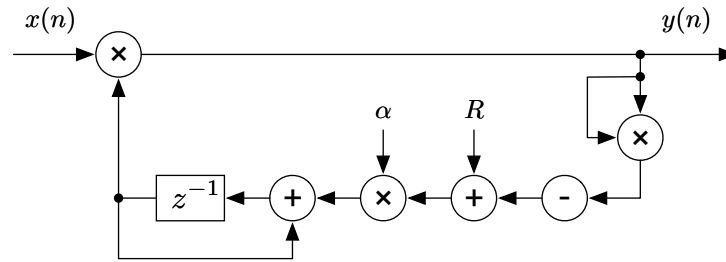 x(n)
y(n)
×
α
R
×
z⁻¹
+
×
+
-